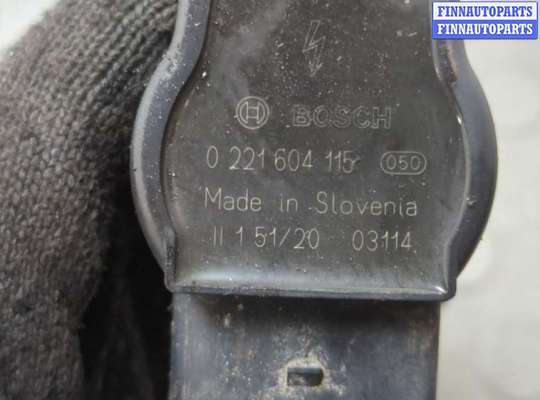 FINNAUTOPARTS
FINNAUTOPARTS
BOSCH
0 221 604 115 050
Made in Slovenia
II 1 51/20 03114